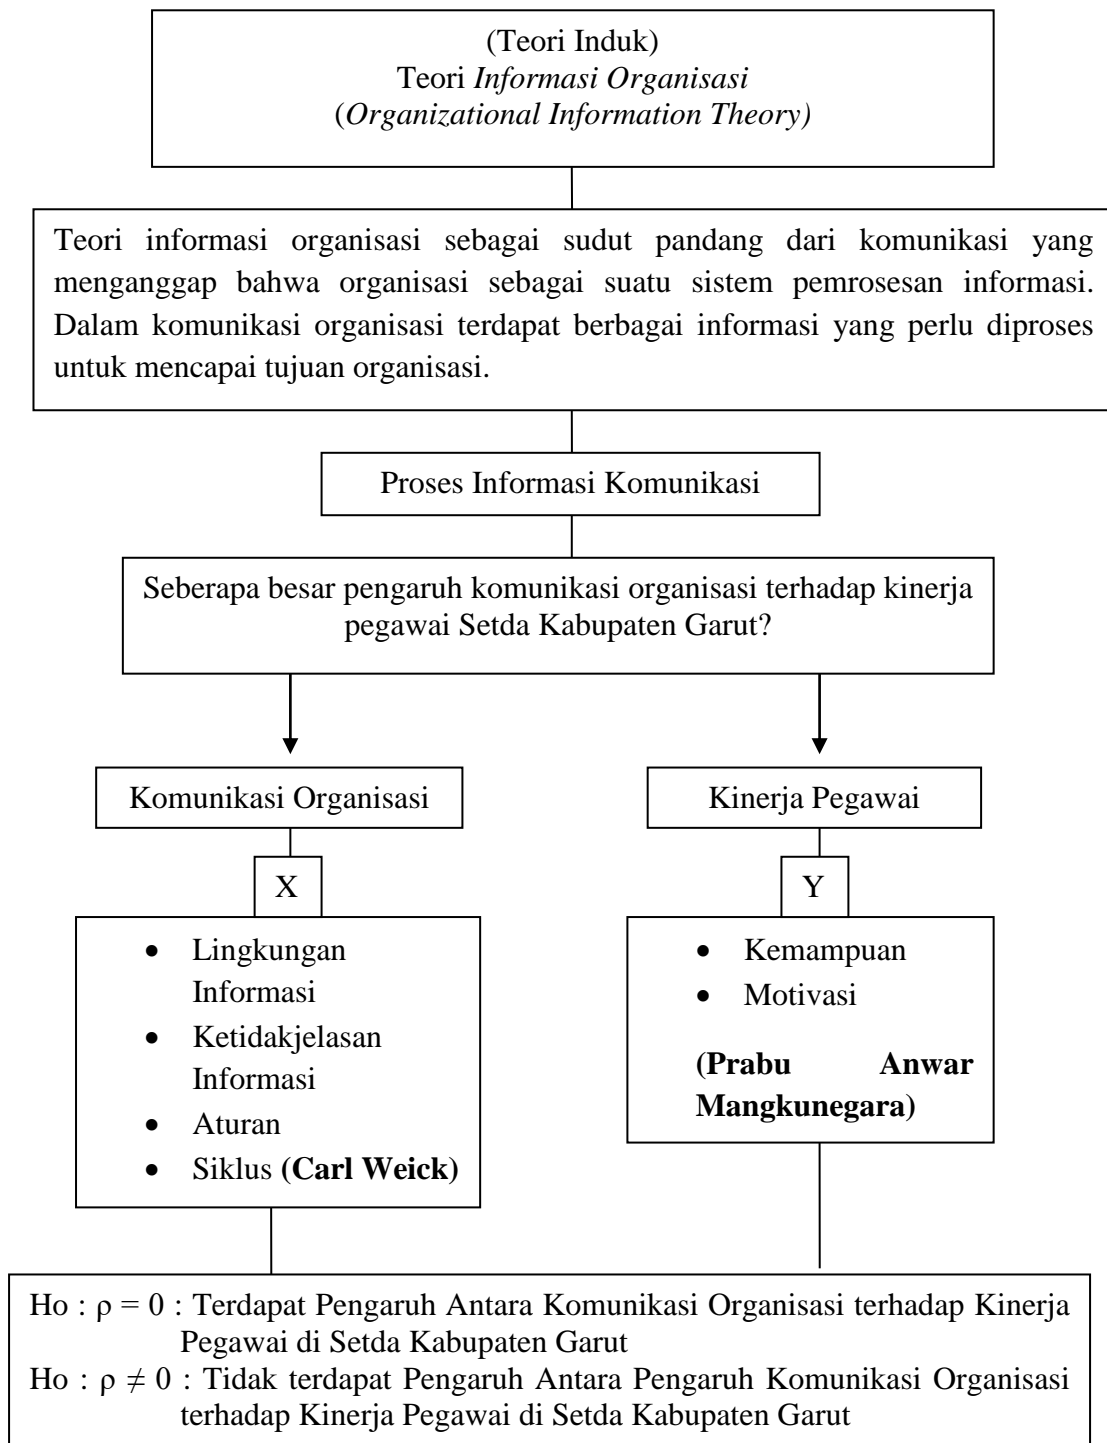 (Teori Induk)
Teori Informasi Organisasi
(Organizational Information Theory)
Teori informasi organisasi sebagai sudut pandang dari komunikasi yang
menganggap bahwa organisasi sebagai suatu sistem pemrosesan informasi.
Dalam komunikasi organisasi terdapat berbagai informasi yang perlu diproses
untuk mencapai tujuan organisasi.
Proses Informasi Komunikasi
Seberapa besar pengaruh komunikasi organisasi terhadap kinerja
pegawai Setda Kabupaten Garut?
Komunikasi Organisasi
X
• Lingkungan
Informasi
• Ketidakjelasan
Informasi
• Aturan
• Siklus (Carl Weick)
Kinerja Pegawai
Y
• Kemampuan
• Motivasi
(Prabu Anwar
Mangkunegara)
Ho : ρ = 0 : Terdapat Pengaruh Antara Komunikasi Organisasi terhadap Kinerja
Pegawai di Setda Kabupaten Garut
Ho : ρ ≠ 0 : Tidak terdapat Pengaruh Antara Pengaruh Komunikasi Organisasi
terhadap Kinerja Pegawai di Setda Kabupaten Garut